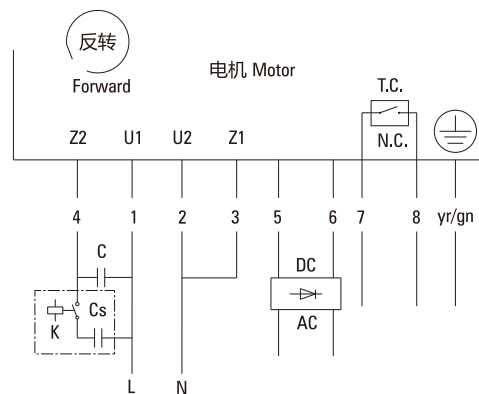 反转
Forward
电机 Motor
T.C.
N.C.
Z2 U1 U2 Z1
4 1 2 3 5 6 7 8 yr/gn
C
DC
AC
K
Cs
L N